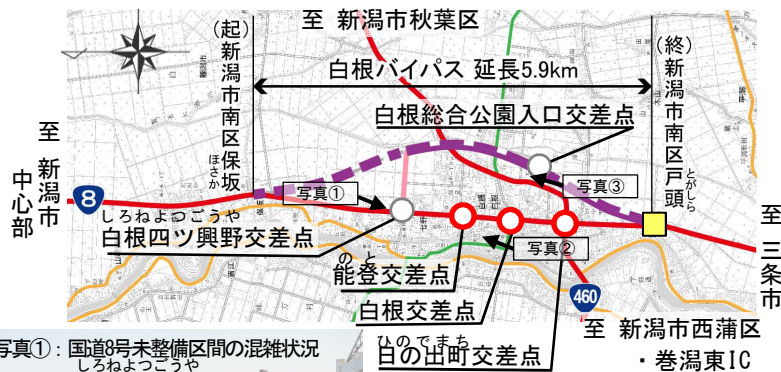 至 新潟市秋葉区
白根バイパス 延長5.9km
(起)新潟市南区保坂
ほさか
(終)新潟市南区戸頭
とがしら
白根総合公園入口交差点
至 新潟市
中心部
8
写真①
写真③
写真②
しろねよつごうや
白根四ツ興野交差点
のと
能登交差点
白根交差点
ひのでまち
日の出町交差点
460
至 三条市
至 新潟市西蒲区
・巻潟東IC
写真①:国道8号未整備区間の混雑状況
しろねよつごうや